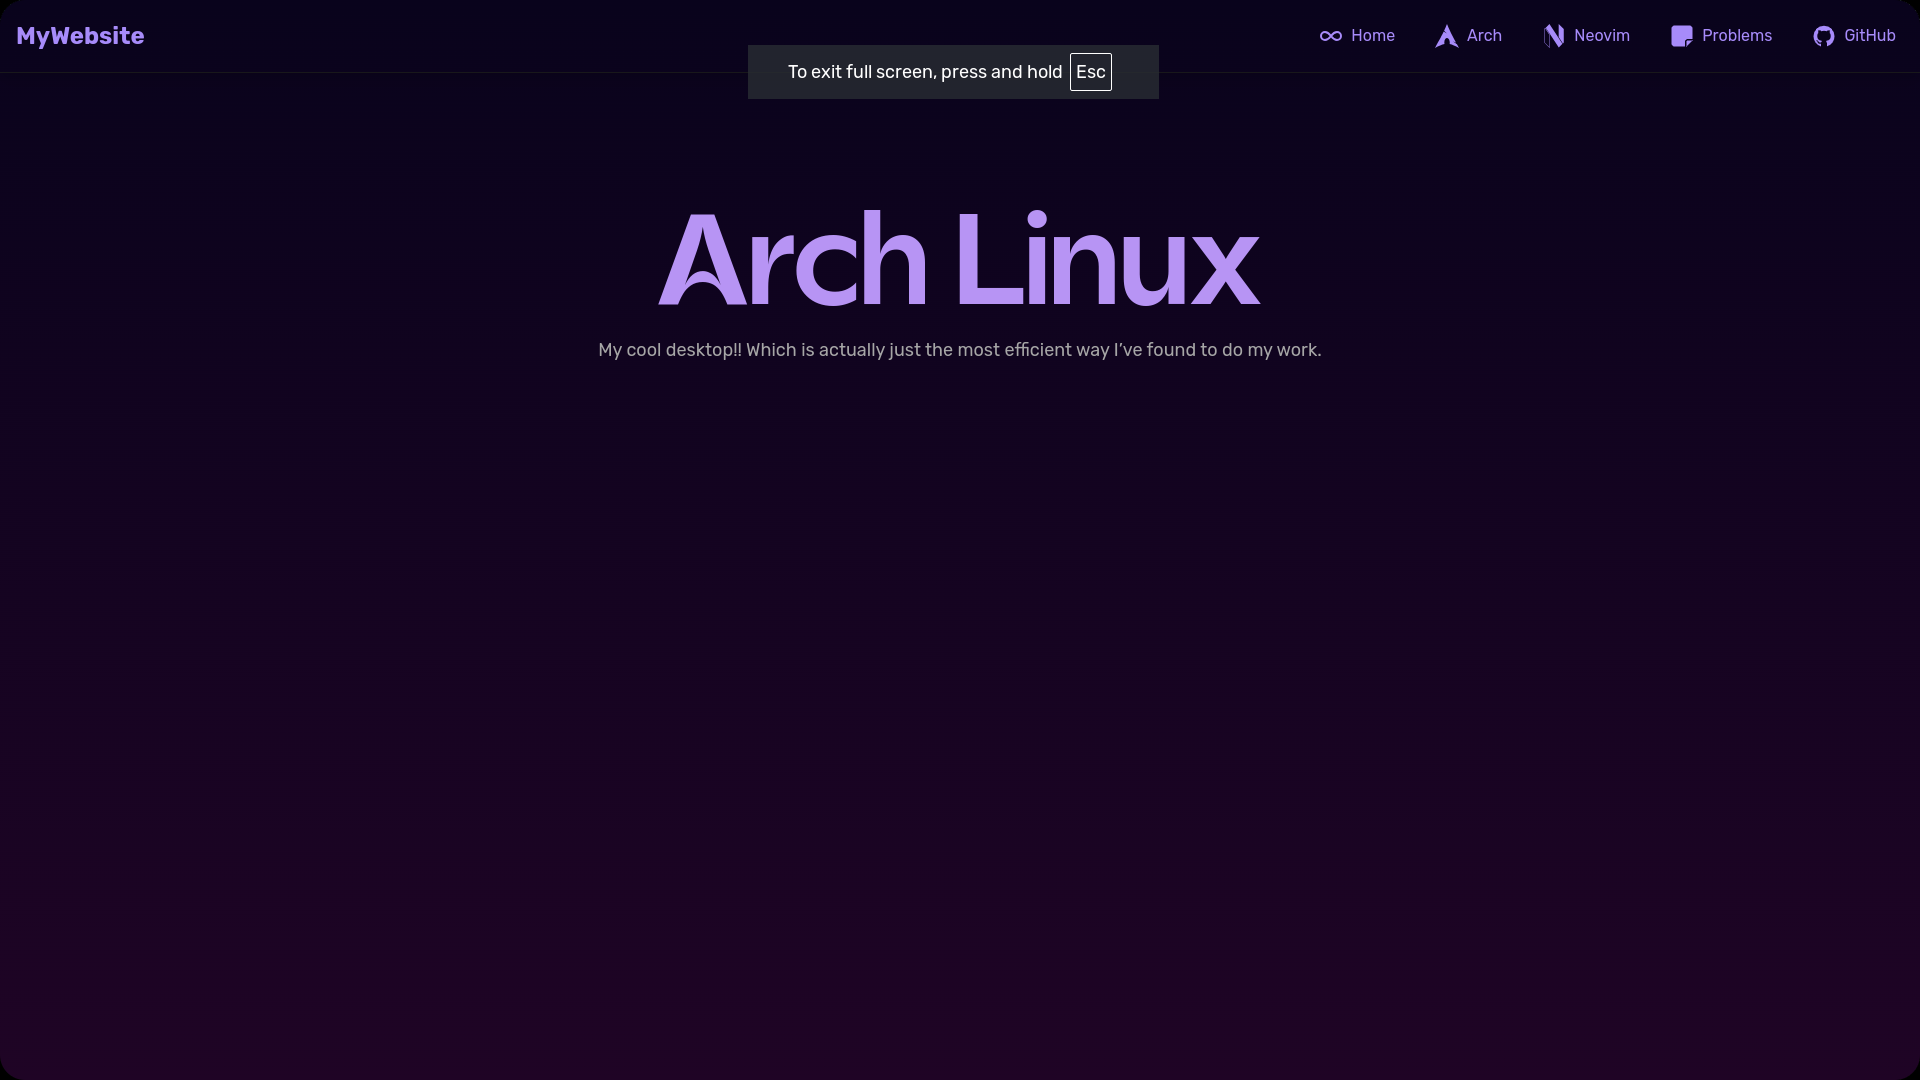 MyWebsite
Home
Arch
Neovim
Problems
GitHub
To exit full screen, press and hold Esc
Arch Linux
My cool desktop!! Which is actually just the most efficient way I've found to do my work.